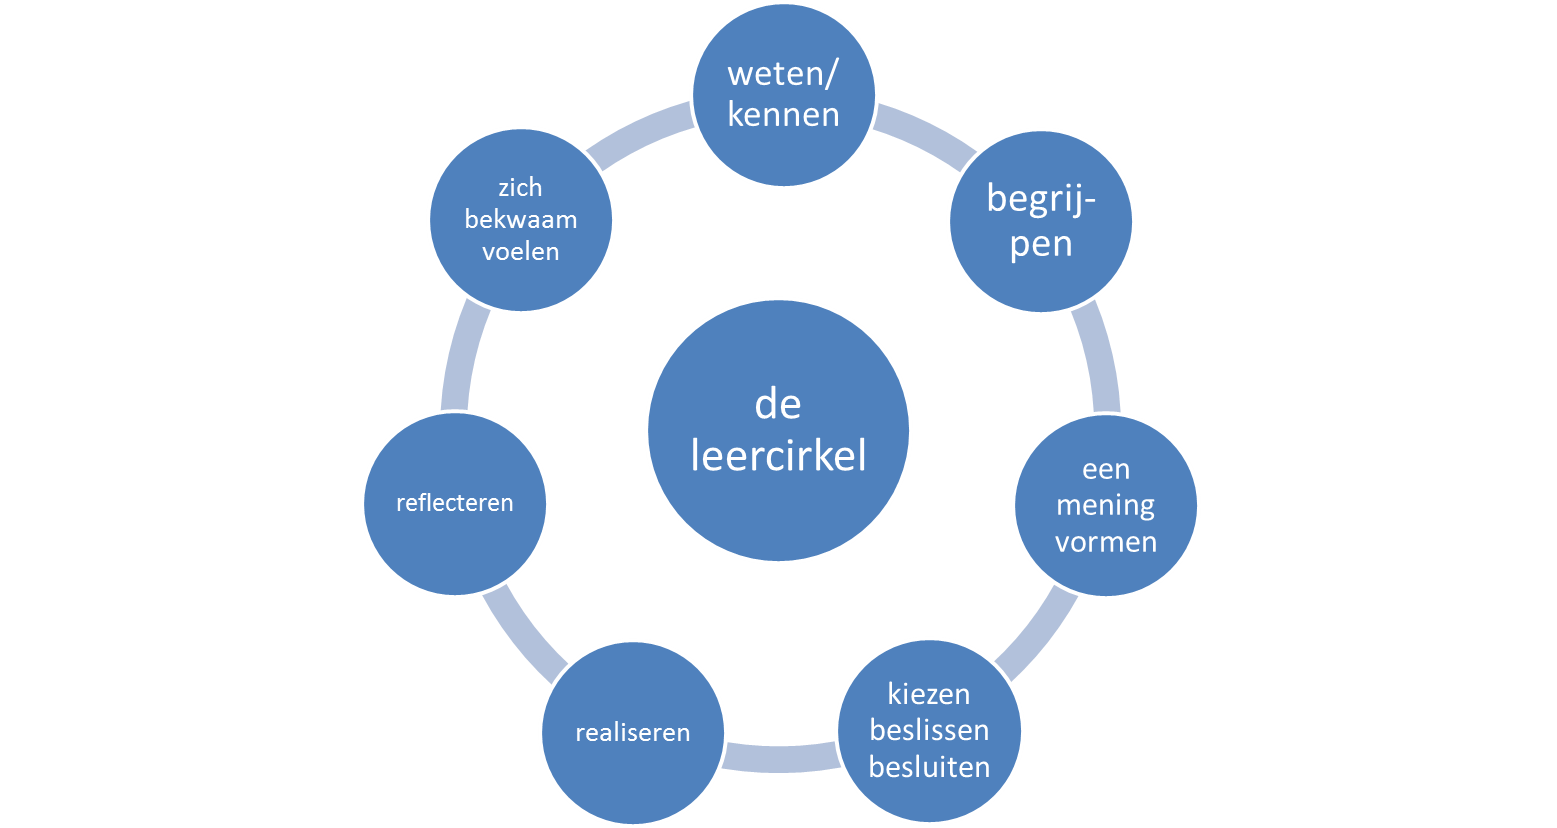 weten/
kennen
begrij-
pen
een
mening
vormen
kiezen
beslissen
besluiten
realiseren
reflecteren
zich
bekwaam
voelen
de
leercirkel